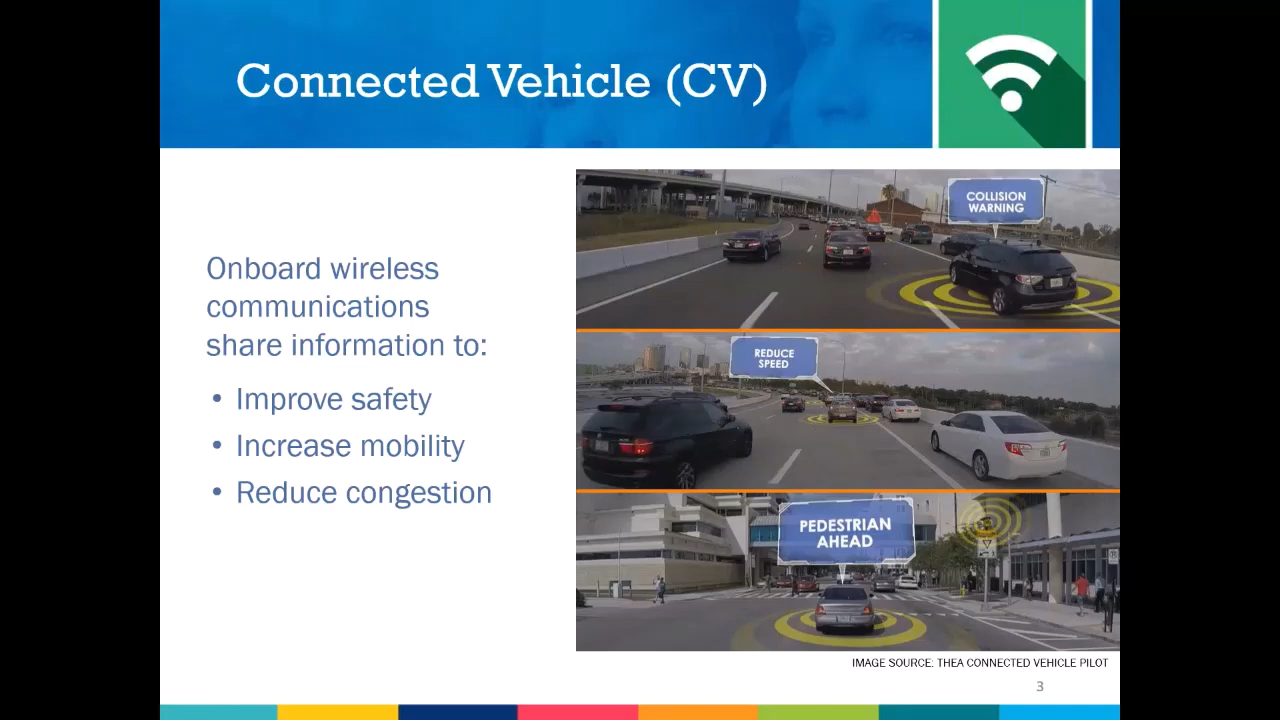 Connected Vehicle (CV)
Onboard wireless
communications
share information to:
• Improve safety
• Increase mobility
• Reduce congestion
COLLISION
WARNING
REDUCE
SPEED
PEDESTRIAN
AHEAD
IMAGE SOURCE: THEA CONNECTED VEHICLE PILOT
3